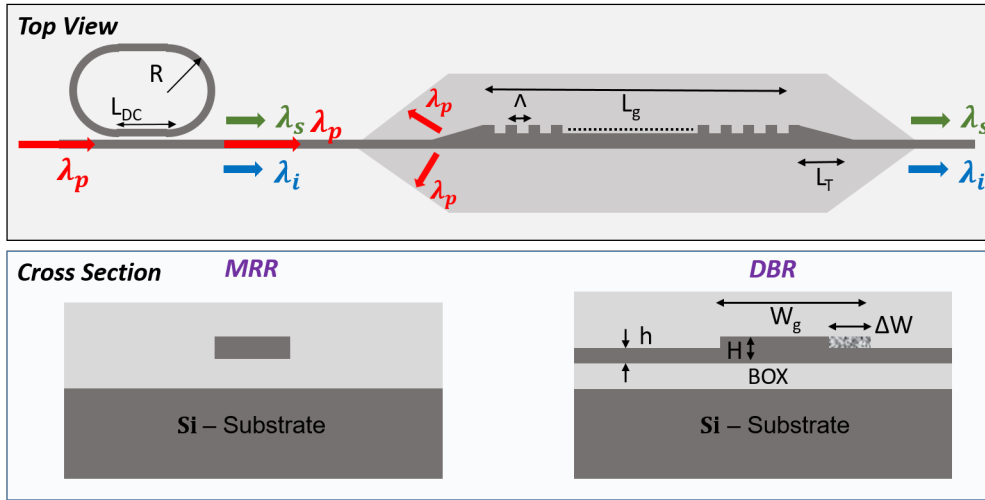 Top View
R
L_DC
λ_s
λ_p
λ_p
λ_i
λ_p
λ_p
Λ
L_g
L_T
λ_s
λ_i
Cross Section
MRR
DBR
W_g
ΔW
h
H
BOX
Si – Substrate
Si – Substrate